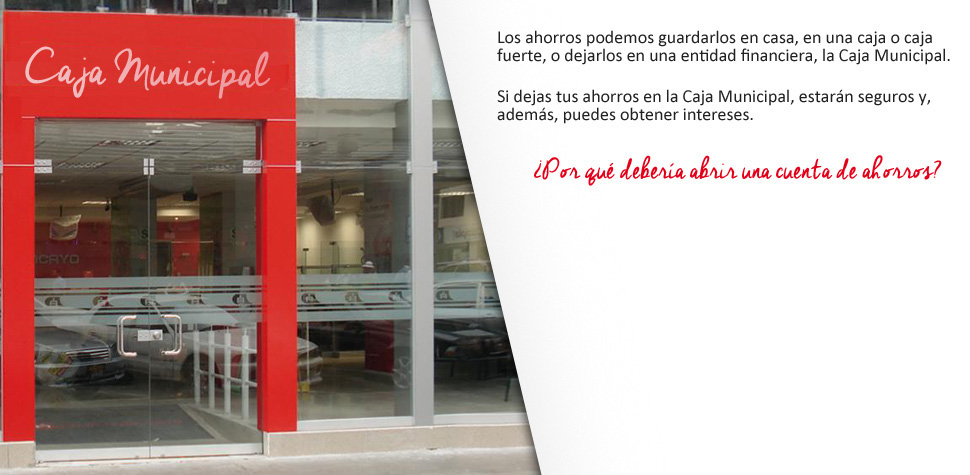 Caja Municipal
Los ahorros podemos guardarlos en casa, en una caja o caja
fuerte, o dejarlos en una entidad financiera, la Caja Municipal.
Si dejas tus ahorros en la Caja Municipal, estarán seguros y,
además, puedes obtener intereses.
¿Por qué debería abrir una cuenta de ahorros?